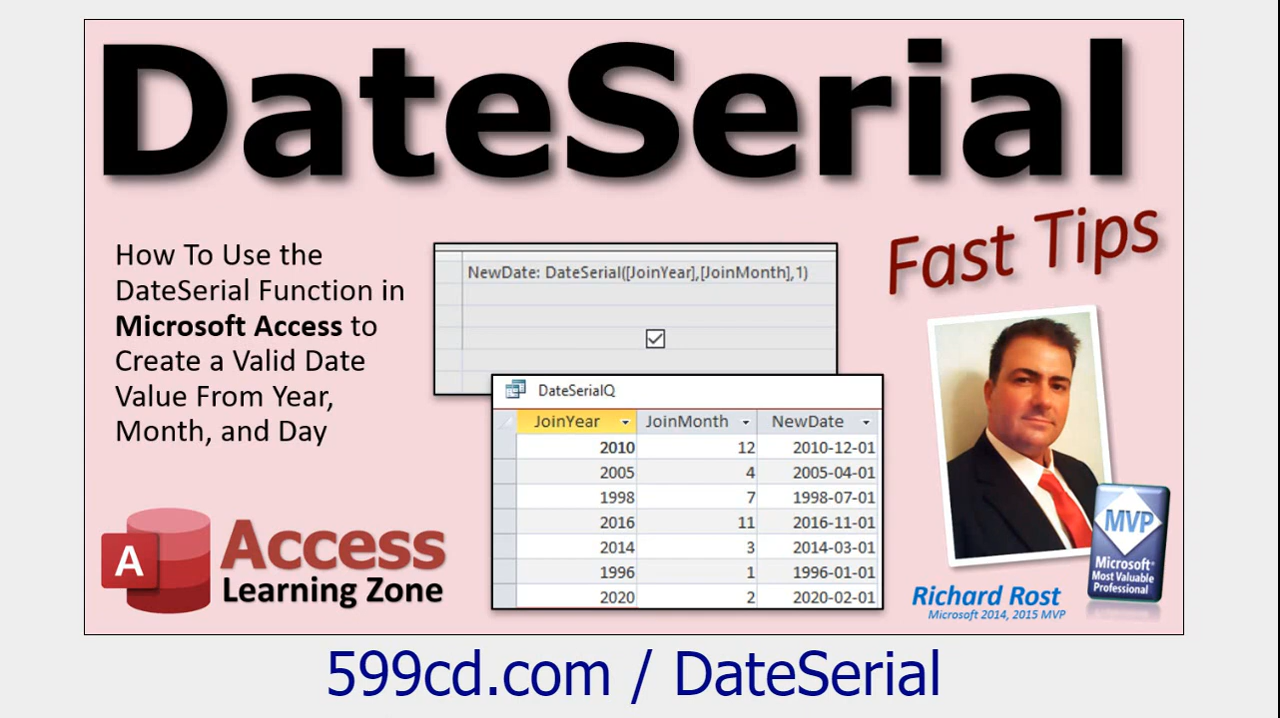 DateSerial
Fast Tips
How To Use the
DateSerial Function in
Microsoft Access to
Create a Valid Date
Value From Year,
Month, and Day
NewDate: DateSerial([JoinYear],[JoinMonth],1)
DateSerialQ
JoinYear JoinMonth NewDate
2010 12 2010-12-01
2005 4 2005-04-01
1998 7 1998-07-01
2016 11 2016-11-01
2014 3 2014-03-01
1996 1 1996-01-01
2020 2 2020-02-01
A
Access
Learning Zone
MVP
Microsoft®
Most Valuable
Professional
Richard Rost
Microsoft 2014, 2015 MVP
599cd.com / DateSerial